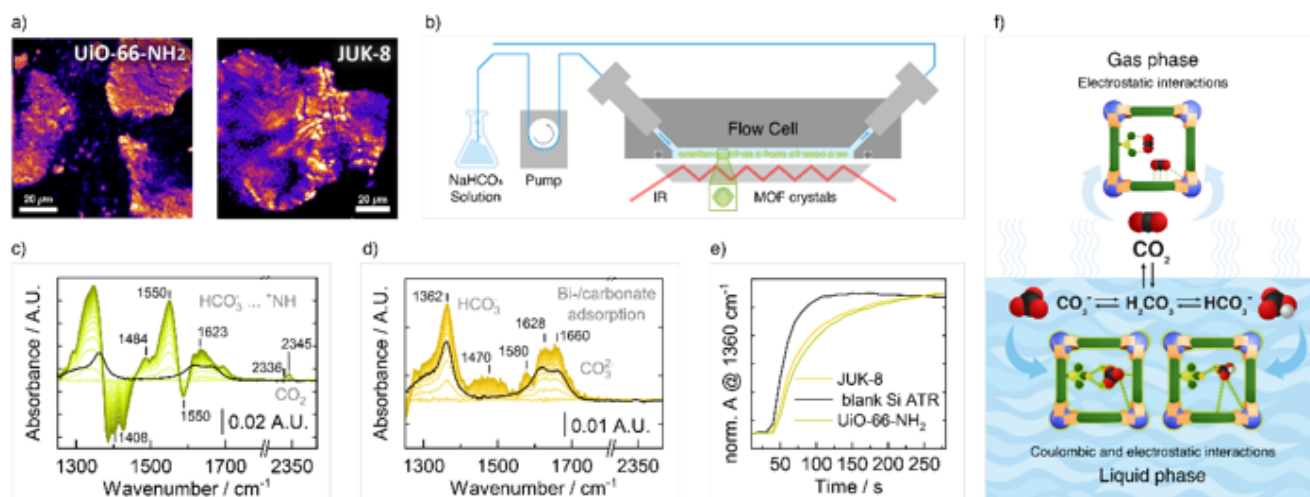 a)
UiO-66-NH2
20 µm
JUK-8
20 µm
b)
Flow Cell
NaHCO₃
Solution
Pump
IR
MOF crystals
c)
Absorbance / A.U.
1550
HCO₃⁻ ... ⁺NH
1484
1623
2345
2336
CO₂
1550
1408
0.02 A.U.
1300
1500
1700
2350
Wavenumber / cm⁻¹
d)
Absorbance / A.U.
1362
HCO₃⁻
Bi-/carbonate
adsorption
1628
1660
1470
1580
CO₃²⁻
0.01 A.U.
1300
1500
1700
2350
Wavenumber / cm⁻¹
e)
norm. A @ 1360 cm⁻¹
JUK-8
blank Si ATR
UiO-66-NH₂
50
100
150
200
250
Time / s
f)
Gas phase
Electrostatic interactions
CO₂
CO₃⁻ ⇌ H₂CO₃ ⇌ HCO₃⁻
Coulombic and electrostatic interactions
Liquid phase